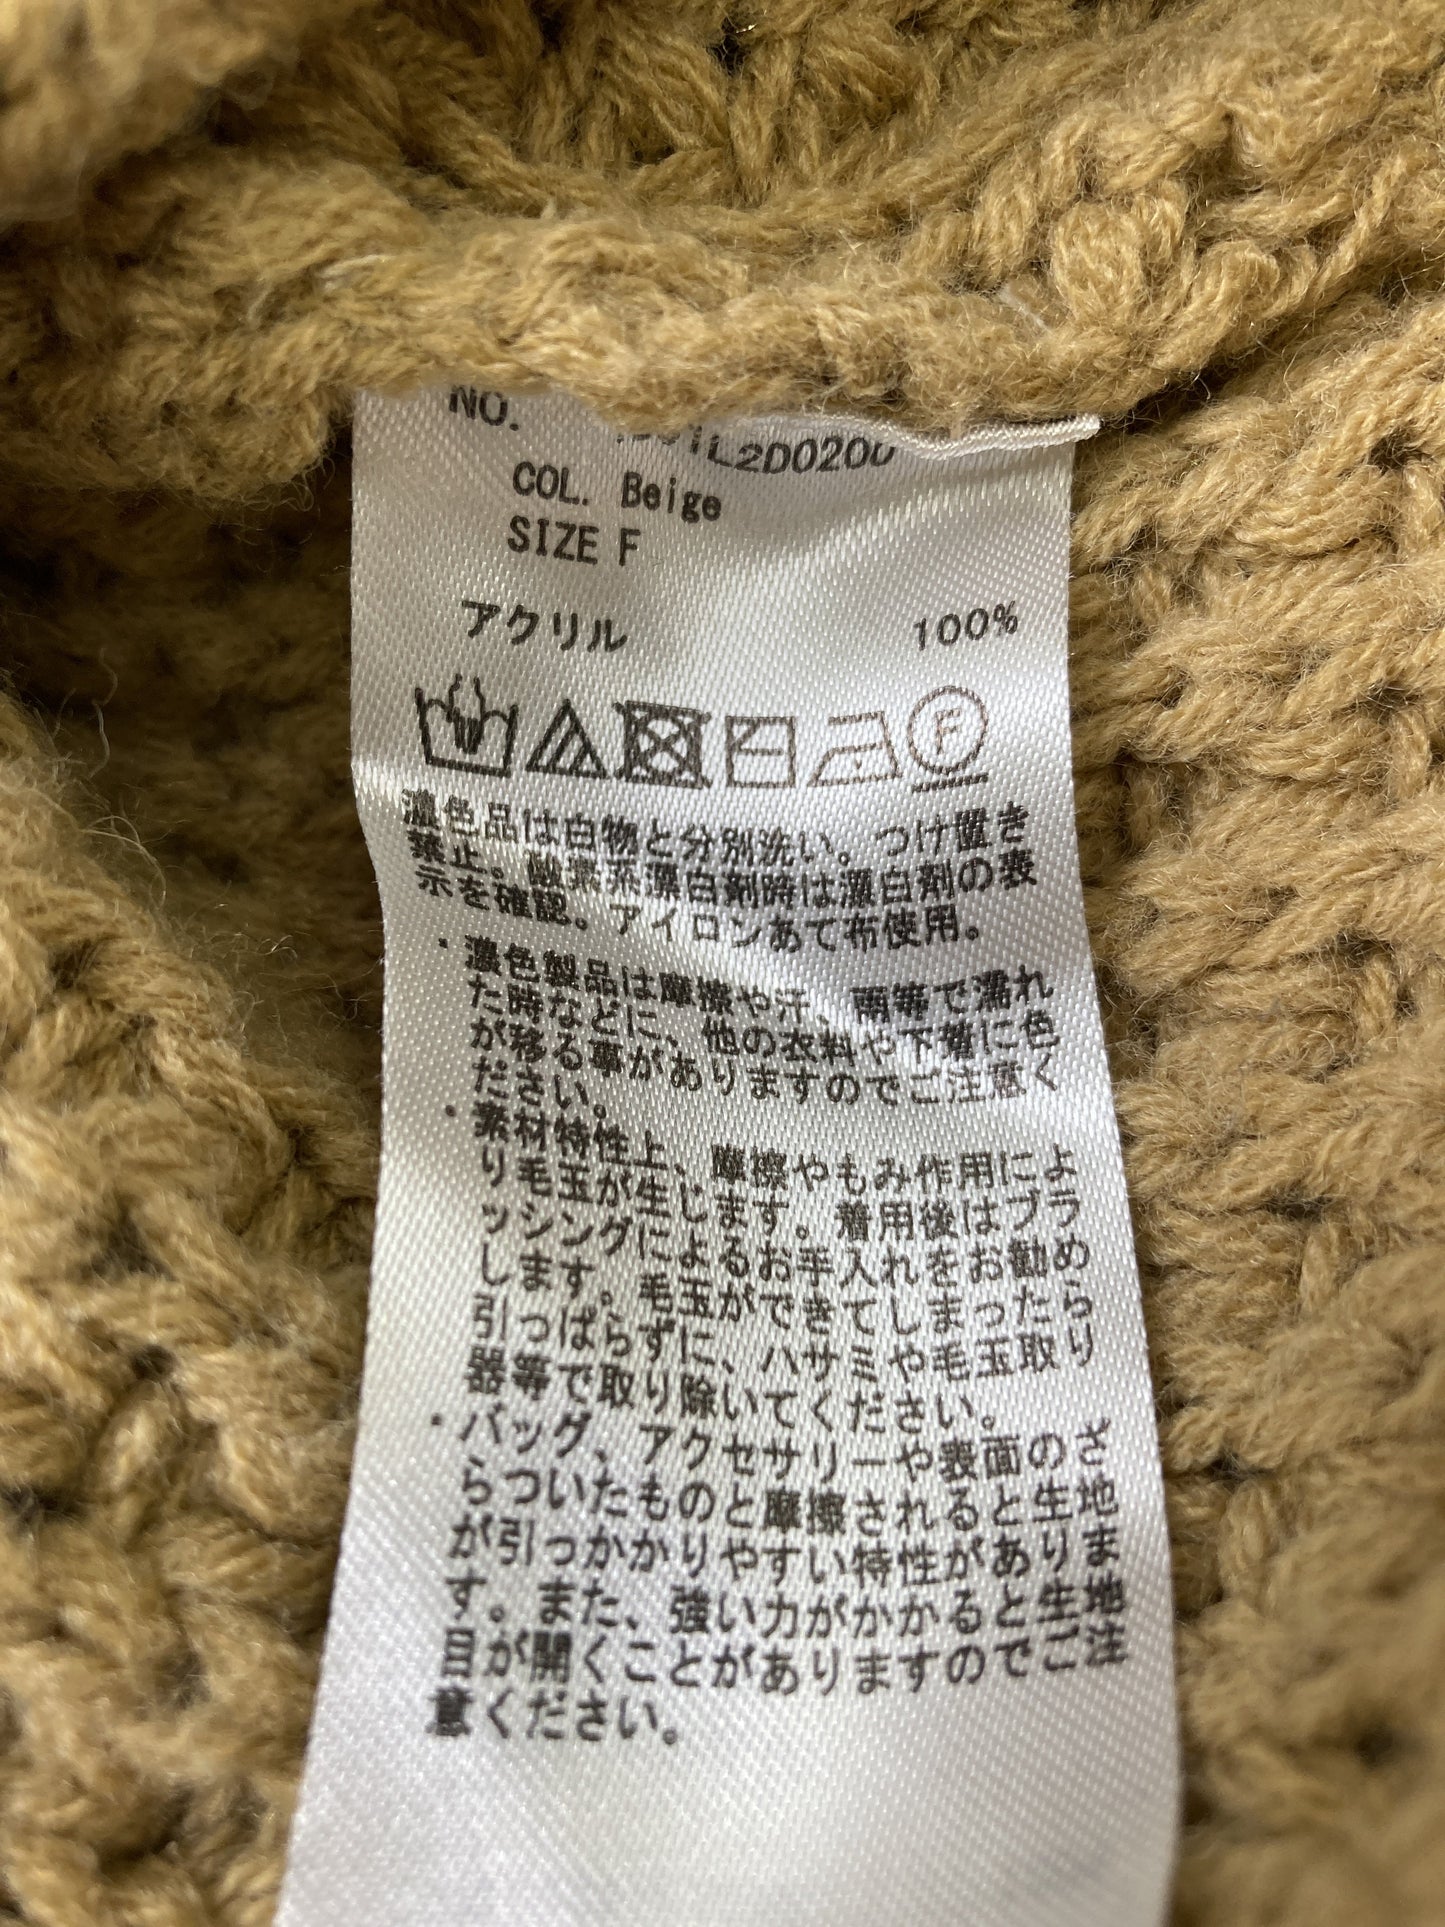 NO. 1L2D0200
COL. Beige
SIZE F
アクリル 100%
F
濃色品は白物と分別洗い。つけ置き
禁止。酸素系漂白剤時は漂白剤の表
示を確認。アイロンあて布使用。
・濃色製品は摩擦や汗、雨等で濡れ
た時などに、他の衣料や下着に色
が移る事がありますのでご注意く
ださい。
・素材特性上、摩擦やもみ作用によ
り毛玉が生じます。着用後はブラ
ッシングによるお手入れをお勧め
します。毛玉ができてしまったら
引っぱらずに、ハサミや毛玉取り
器等で取り除いてください。
・バッグ、アクセサリーや表面のざ
らついたものと摩擦されると生地
が引っかかりやすい特性がありま
す。また、強い力がかかると生地
目が開くことがありますのでご注
意ください。